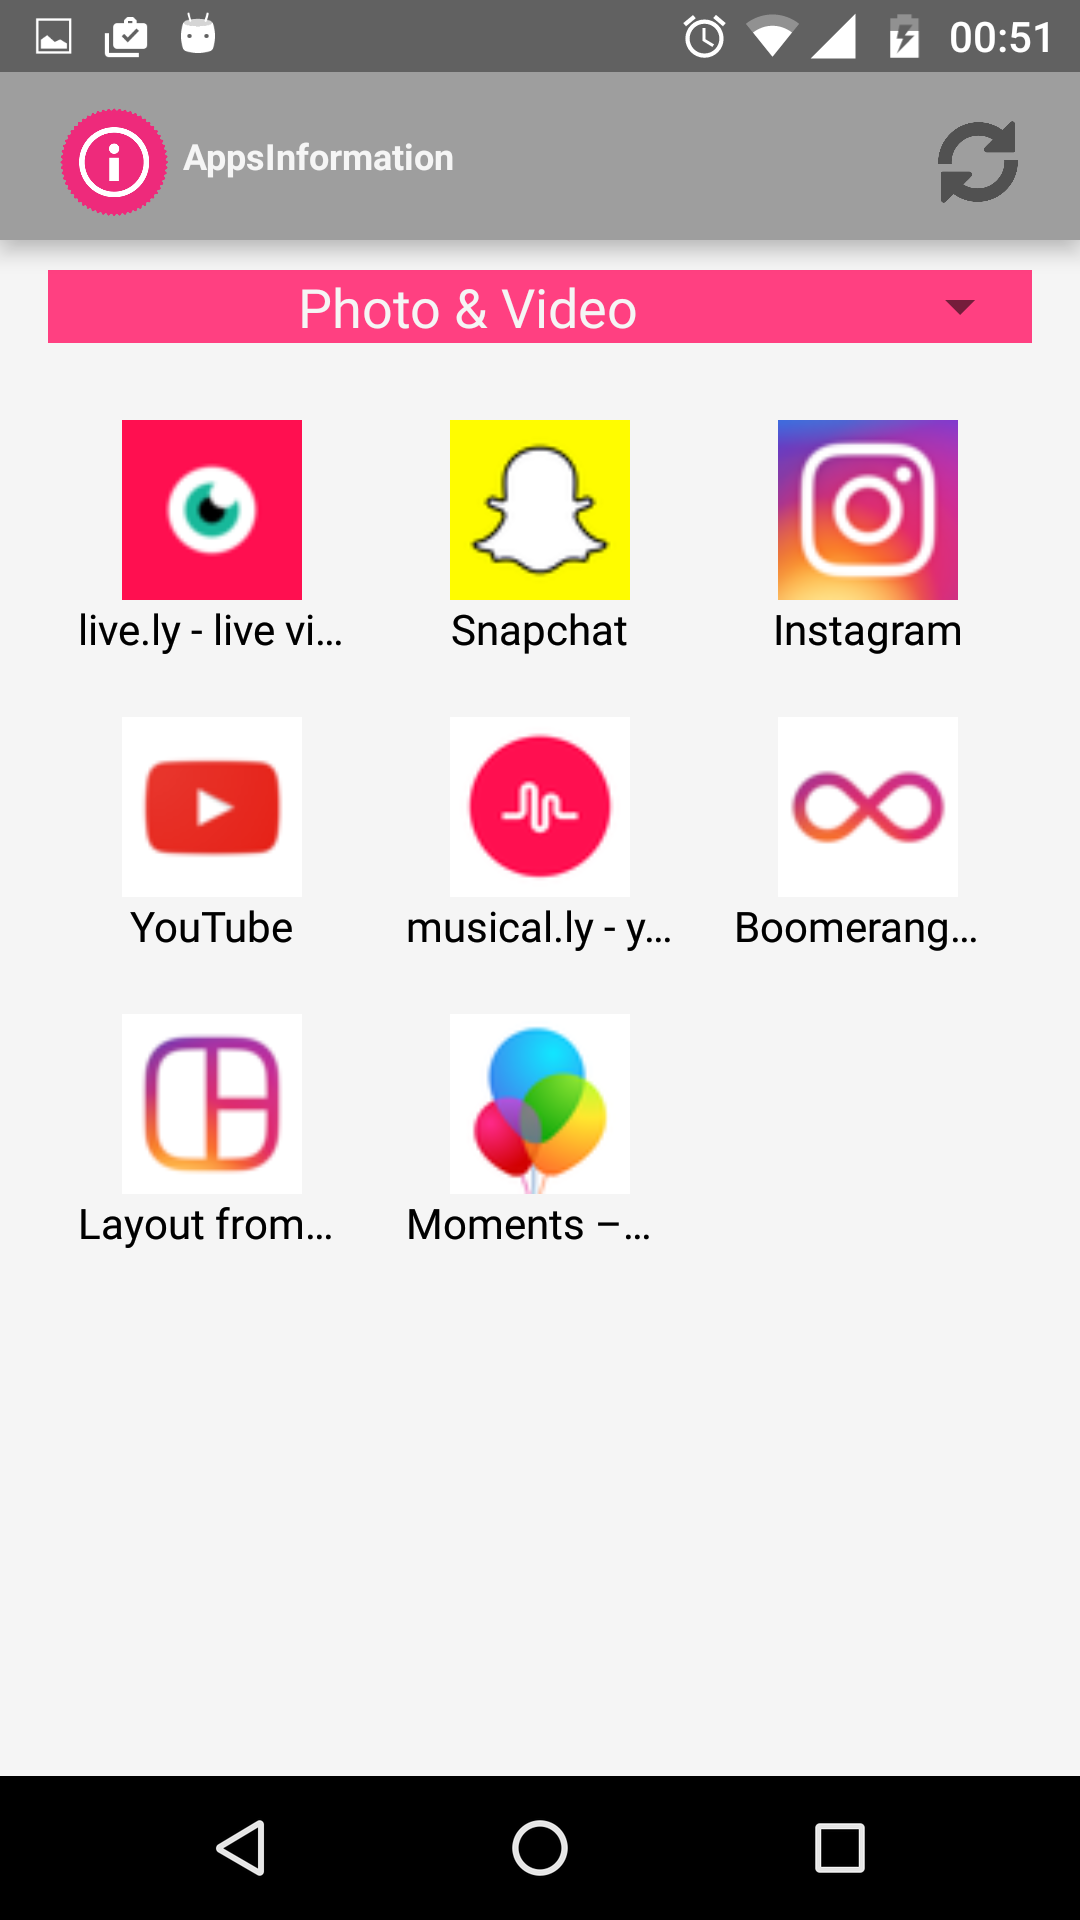 00:51
AppsInformation
Photo & Video
live.ly - live vi...
Snapchat
Instagram
YouTube
musical.ly - y...
Boomerang...
Layout from...
Moments –...